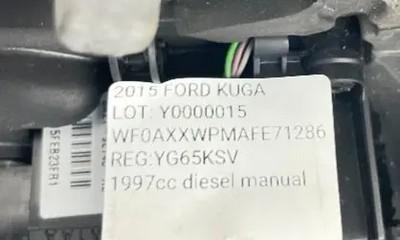 2015 FORD KUGA
LOT: Y0000015
WF0AXXWPMAFE71286
REG:YG65KSV
1997cc diesel manual